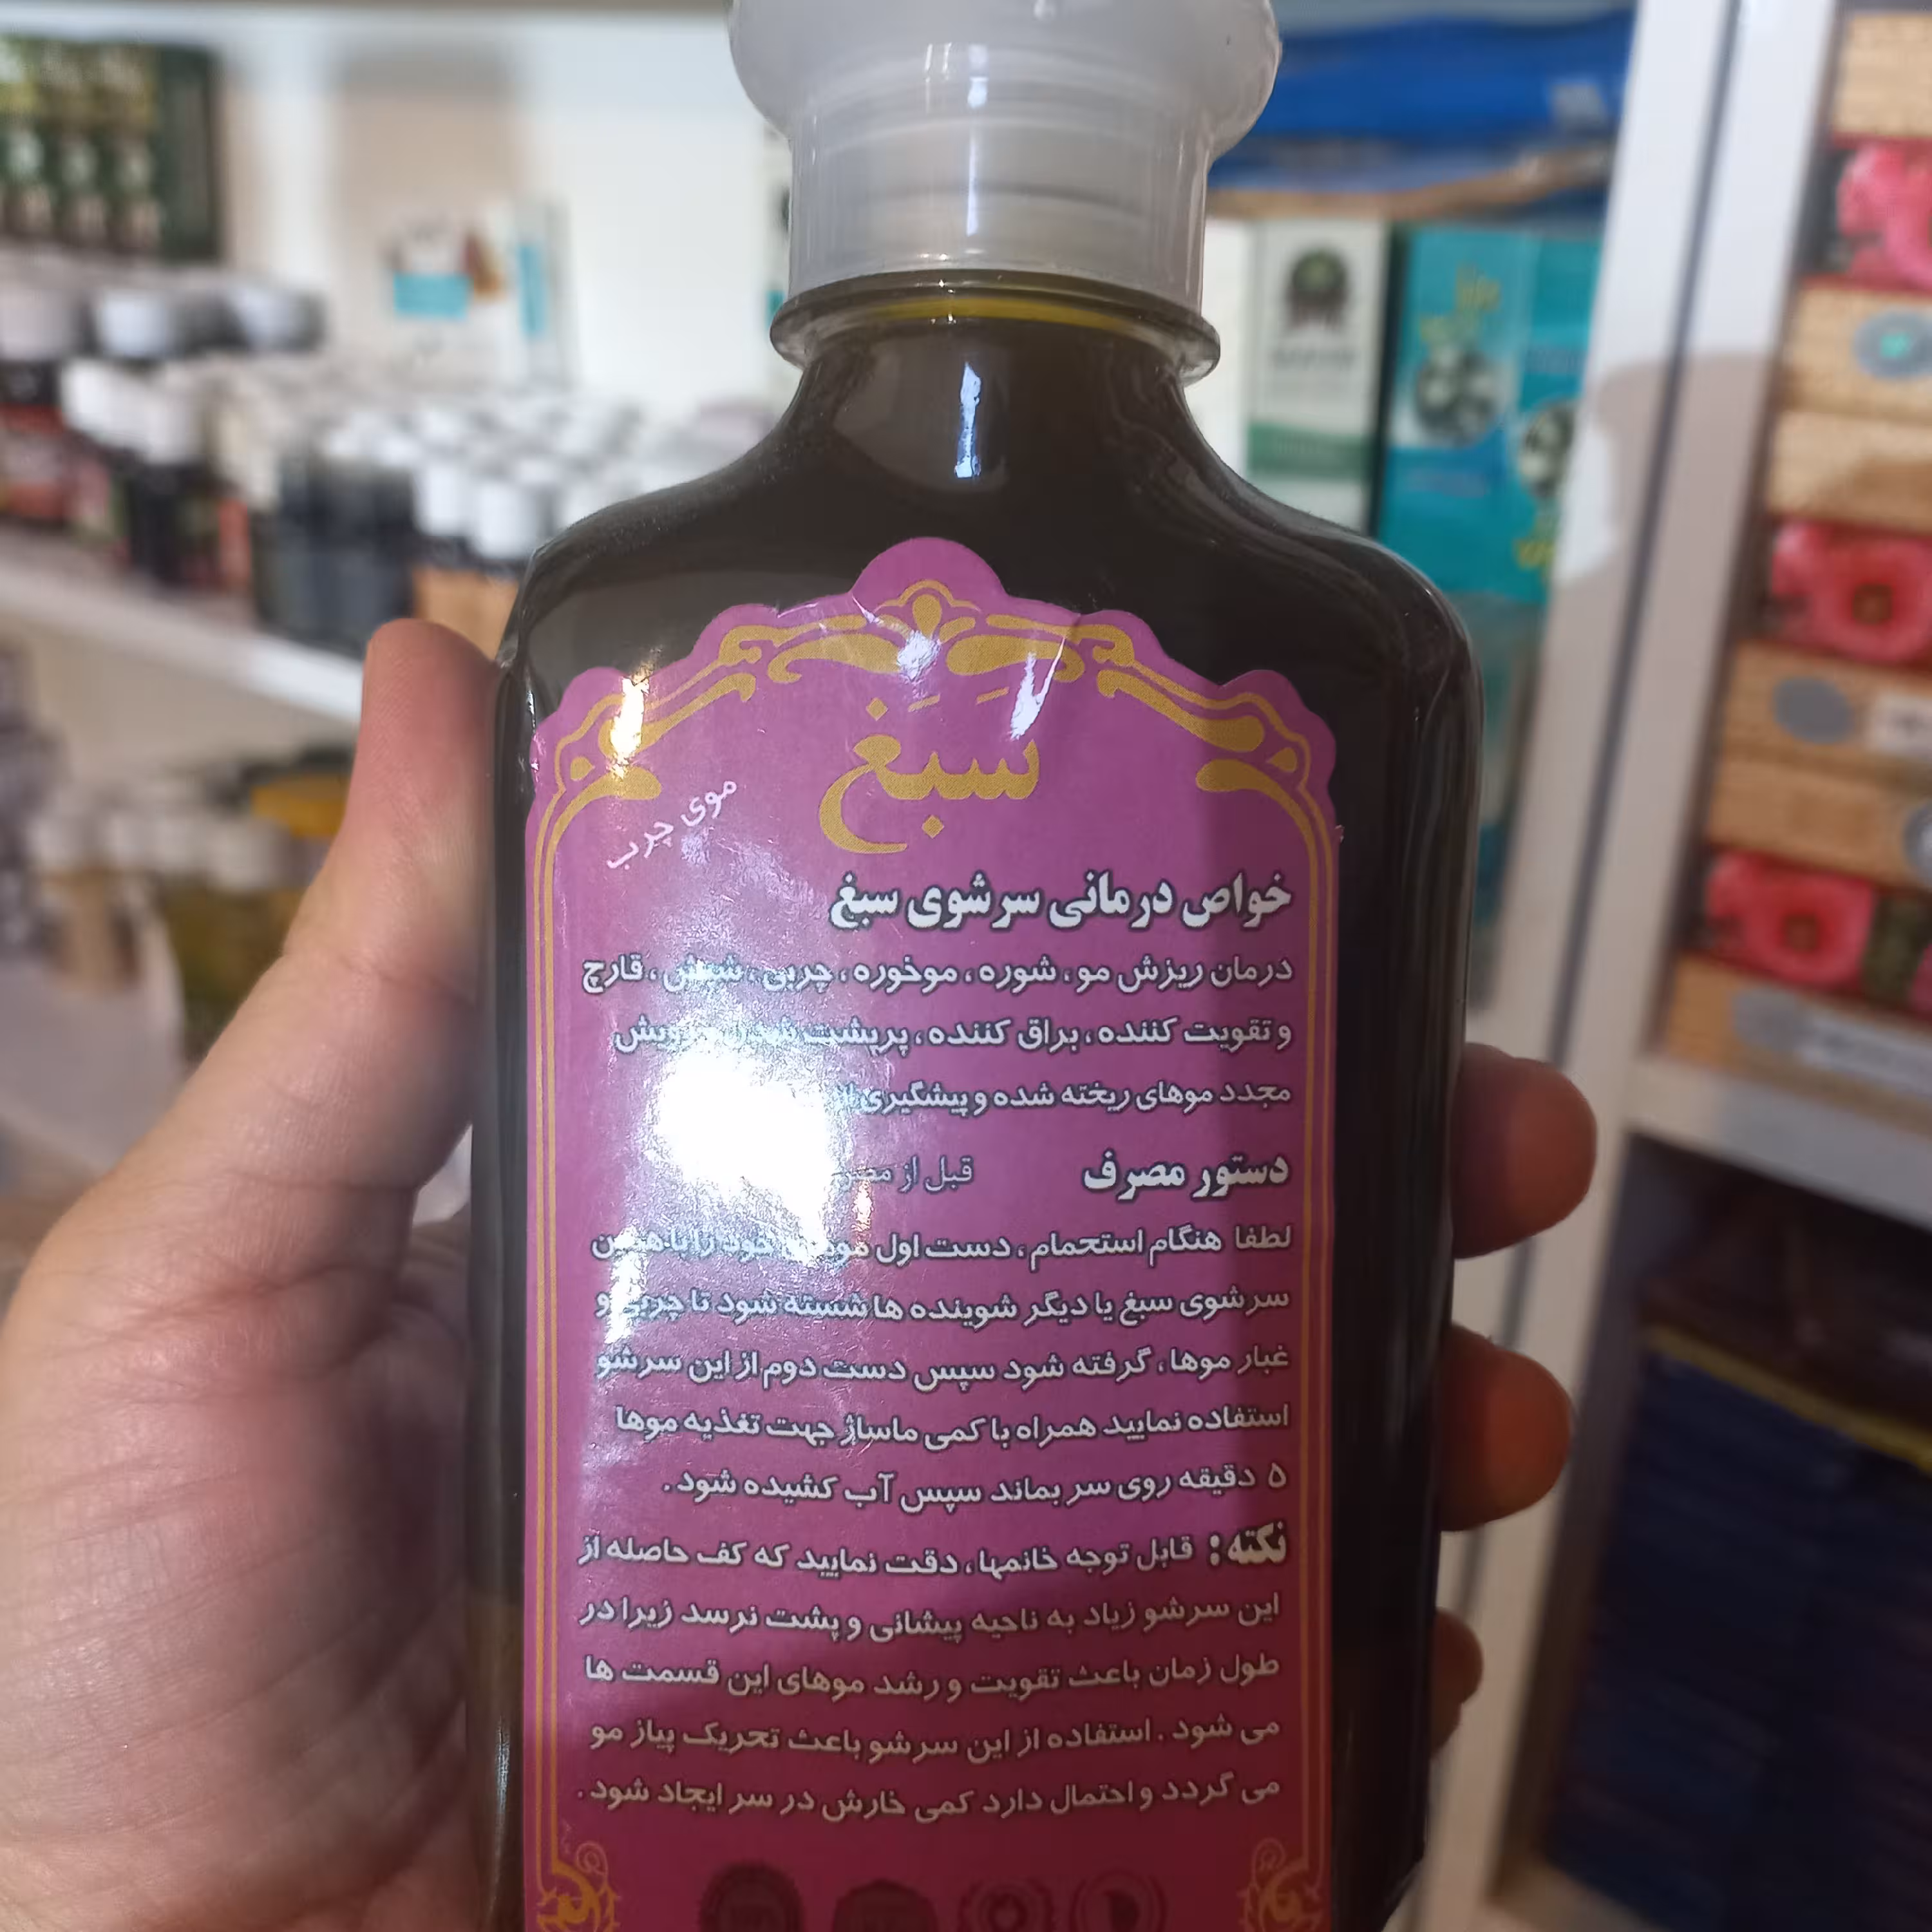 سِبَغ
موی چرب
خواص درمانی سرشوی سبغ
درمان ریزش مو ، شوره ، موخوره ، چربی ، شپش ، قارچ
و تقویت کننده ، براق کننده ، پرپشت
مجدد موهای ریخته شده و پیشگیری از
دستور مصرف
قبل از
لطفا هنگام استحمام ، دست اول خود را با همین
سرشوی سبغ یا دیگر شوینده ها شسته شود تا چربی و
غبار موها ، گرفته شود سپس دست دوم از این سرشو
استفاده نمایید همراه با کمی ماساژ جهت تغذیه موها
۵ دقیقه روی سر بماند سپس آب کشیده شود .
نکته : قابل توجه خانمها ، دقت نمایید که کف حاصله از
این سرشو زیاد به ناحیه پیشانی و پشت نرسد زیرا در
طول زمان باعث تقویت و رشد موهای این قسمت ها
می شود . استفاده از این سرشو باعث تحریک پیاز مو
می گردد و احتمال دارد کمی خارش در سر ایجاد شود .